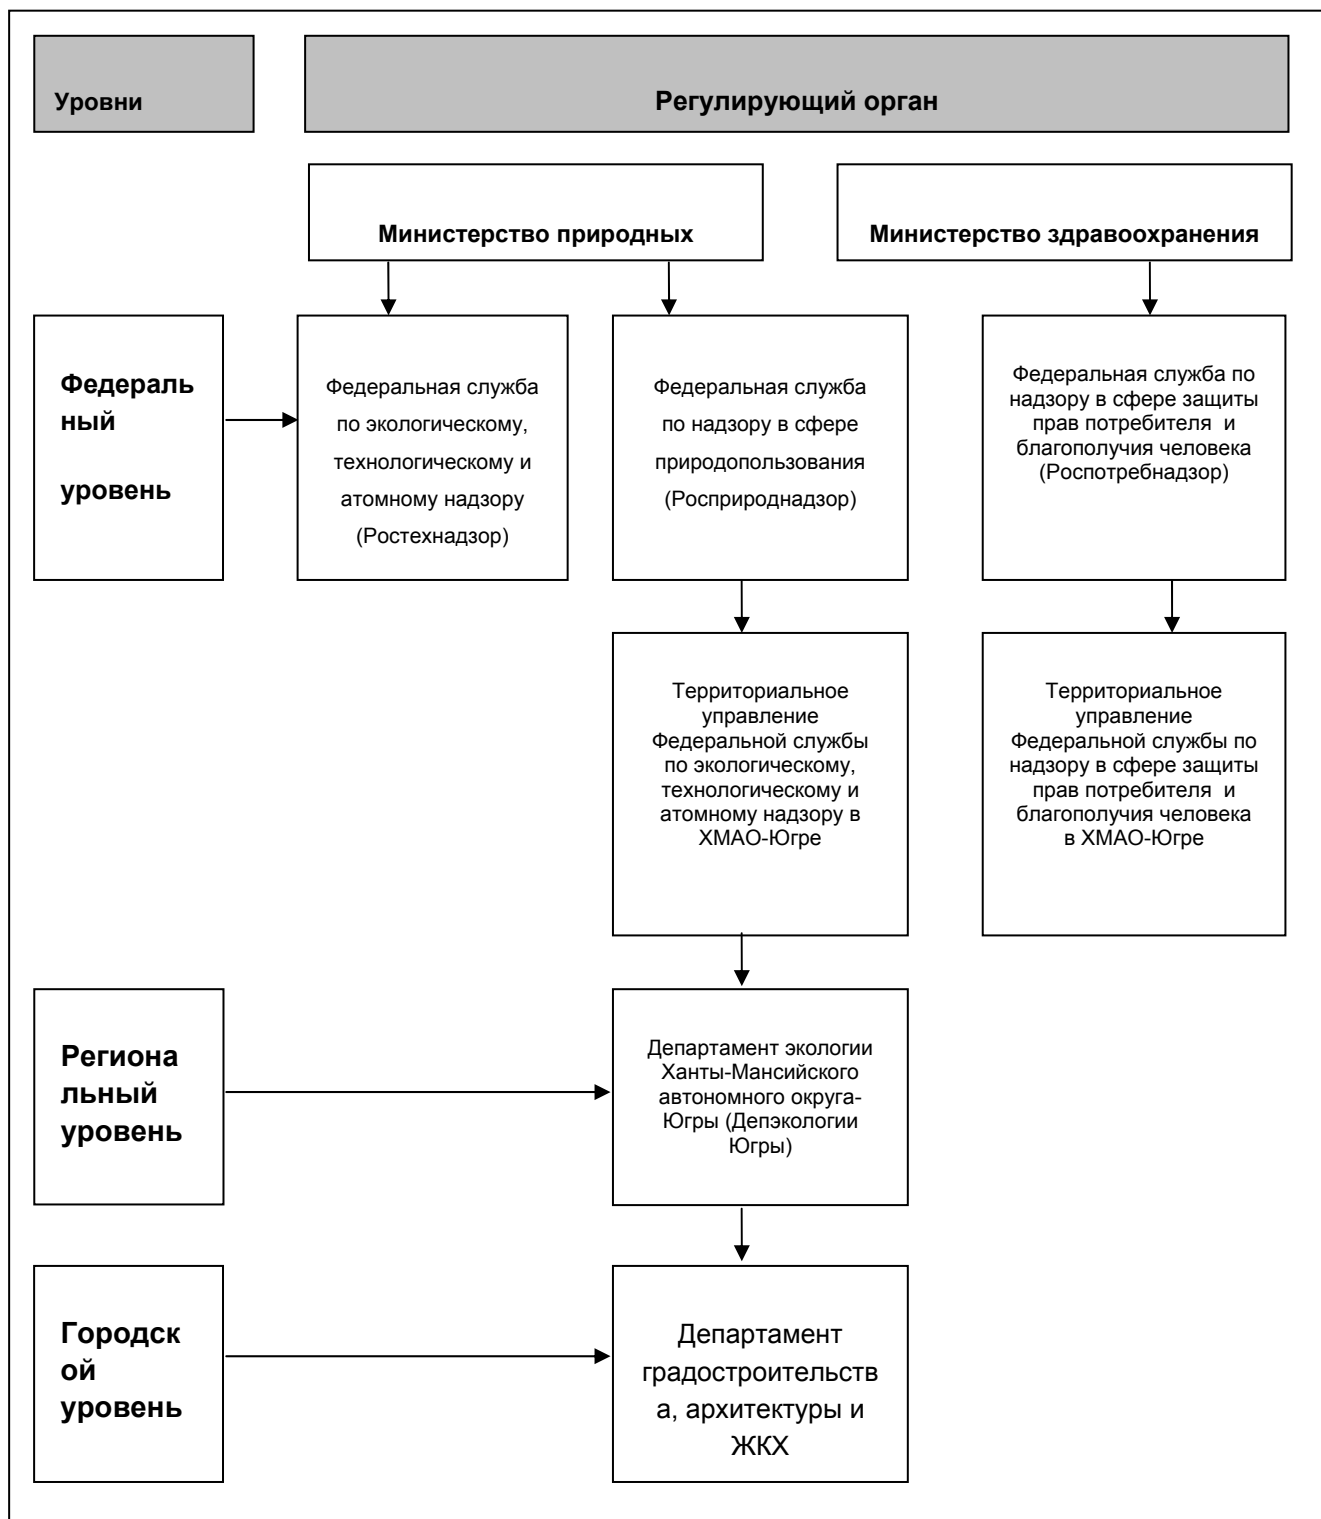 Уровни
Регулирующий орган
Министерство природных
Министерство здравоохранения
Федераль
ный
уровень
Федеральная служба
по экологическому,
технологическому и
атомному надзору
(Ростехнадзор)
Федеральная служба
по надзору в сфере
природопользования
(Росприроднадзор)
Федеральная служба по
надзору в сфере защиты
прав потребителя и
благополучия человека
(Роспотребнадзор)
Территориальное
управление
Федеральной службы
по экологическому,
технологическому и
атомному надзору в
ХМАО-Югре
Территориальное
управление
Федеральной службы по
надзору в сфере защиты
прав потребителя и
благополучия человека
в ХМАО-Югре
Региона
льный
уровень
Департамент экологии
Ханты-Мансийского
автономного округа-
Югры (Депэкологии
Югры)
Городск
ой
уровень
Департамент
градостроительств
а, архитектуры и
ЖКХ